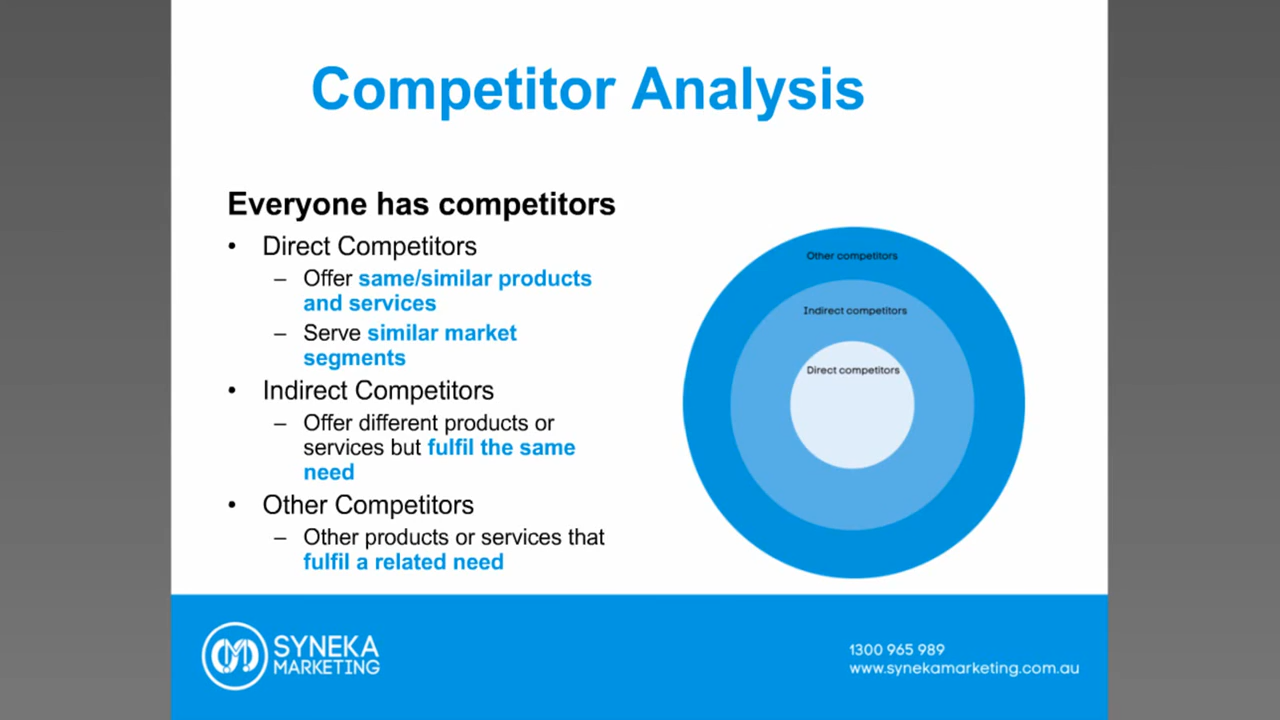 Competitor Analysis
Everyone has competitors
• Direct Competitors
– Offer same/similar products
and services
– Serve similar market
segments
• Indirect Competitors
– Offer different products or
services but fulfil the same
need
• Other Competitors
– Other products or services that
fulfil a related need
Other competitors
Indirect competitors
Direct competitors
SYNEKA
MARKETING
1300 965 989
www.synekamarketing.com.au